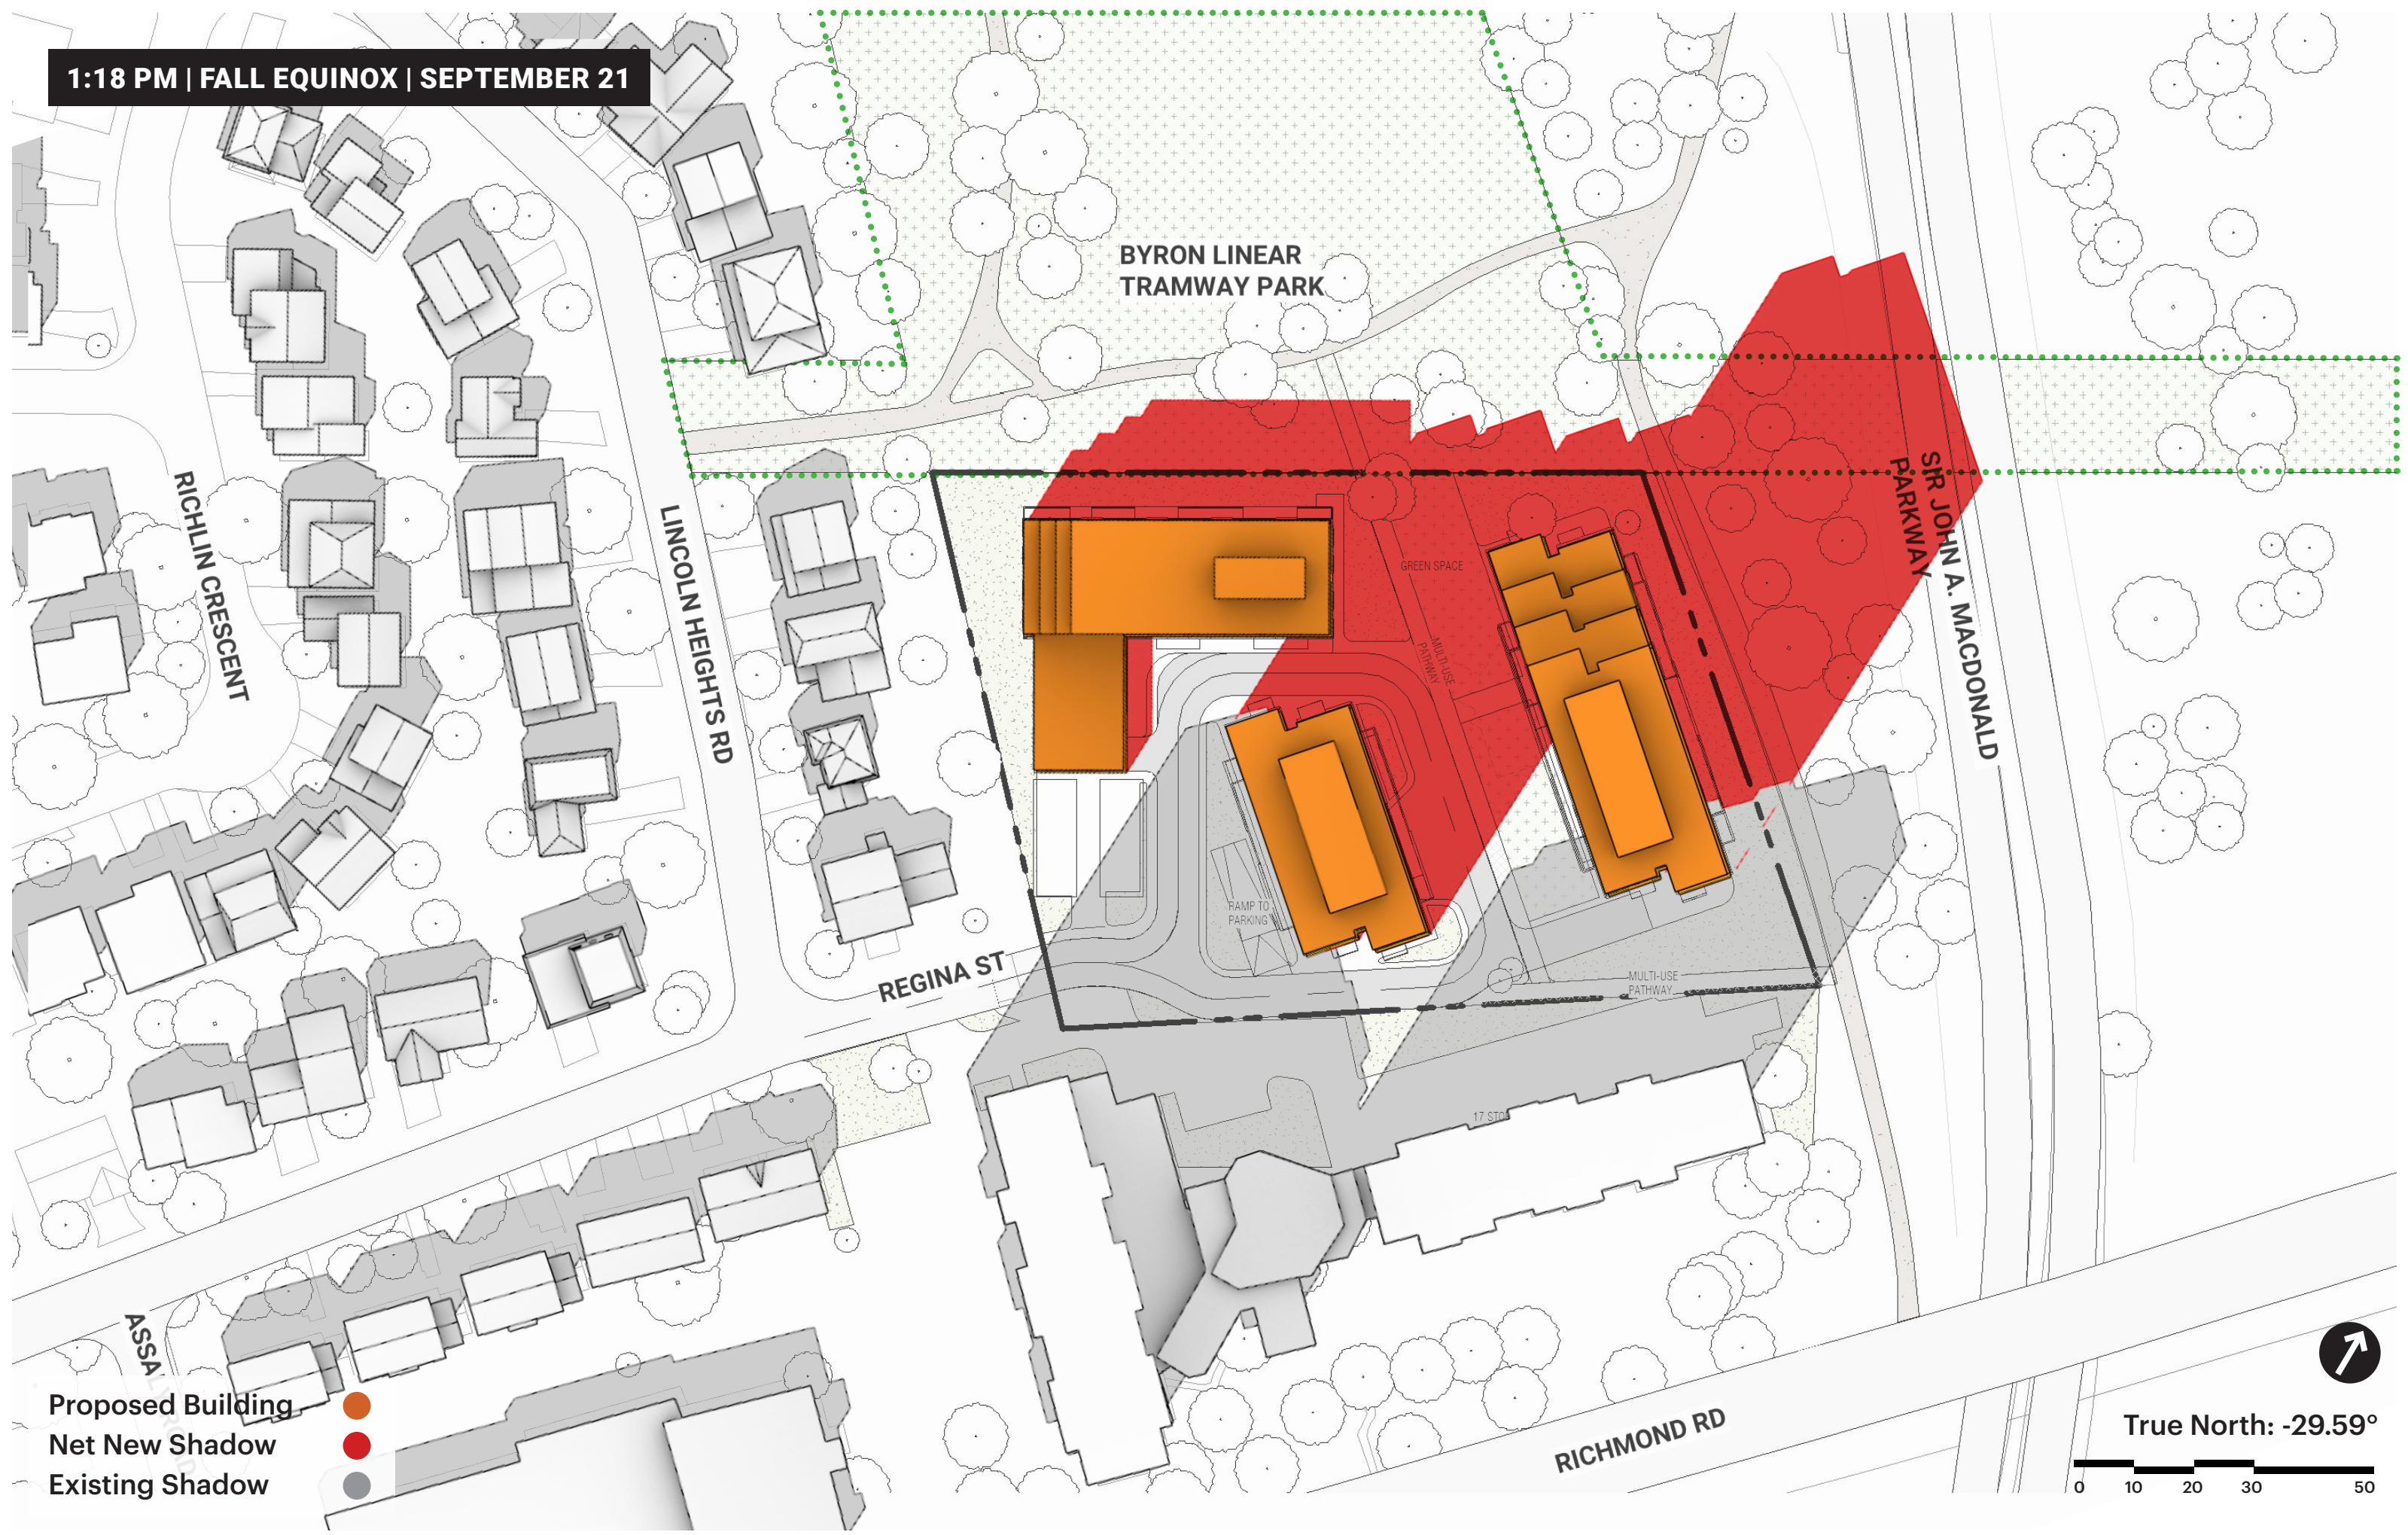 1:18 PM | FALL EQUINOX | SEPTEMBER 21
BYRON LINEAR
TRAMWAY PARK
RICHLIN CRESCENT
LINCOLN HEIGHTS RD
SIR JOHN A. MACDONALD
PARKWAY
GREEN SPACE
MULTI-USE
PATHWAY
RAMP TO
PARKING
REGINA ST
MULTI-USE
PATHWAY
17 STO
ASSALY ROAD
RICHMOND RD
Proposed Building
Net New Shadow
Existing Shadow
True North: -29.59°
0 10 20 30 50